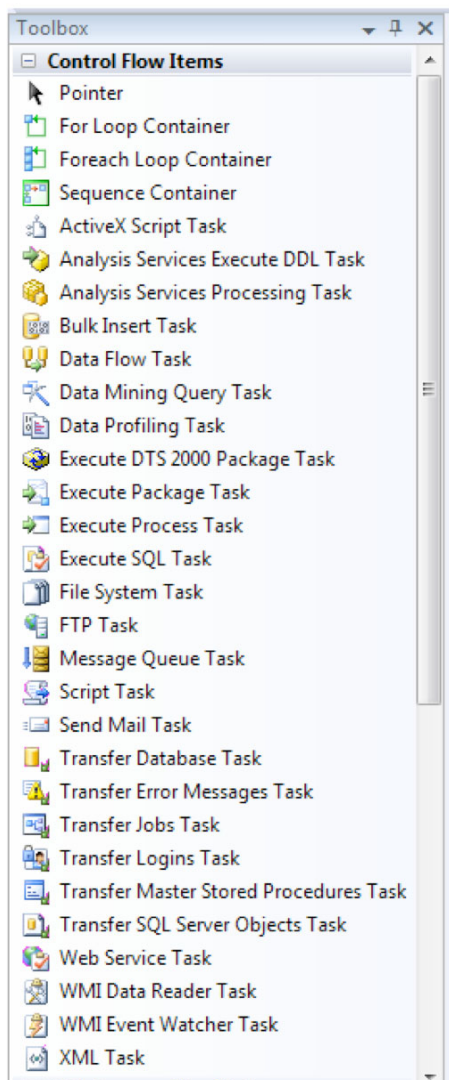 Toolbox
Control Flow Items
Pointer
For Loop Container
Foreach Loop Container
Sequence Container
ActiveX Script Task
Analysis Services Execute DDL Task
Analysis Services Processing Task
Bulk Insert Task
Data Flow Task
Data Mining Query Task
Data Profiling Task
Execute DTS 2000 Package Task
Execute Package Task
Execute Process Task
Execute SQL Task
File System Task
FTP Task
Message Queue Task
Script Task
Send Mail Task
Transfer Database Task
Transfer Error Messages Task
Transfer Jobs Task
Transfer Logins Task
Transfer Master Stored Procedures Task
Transfer SQL Server Objects Task
Web Service Task
WMI Data Reader Task
WMI Event Watcher Task
XML Task